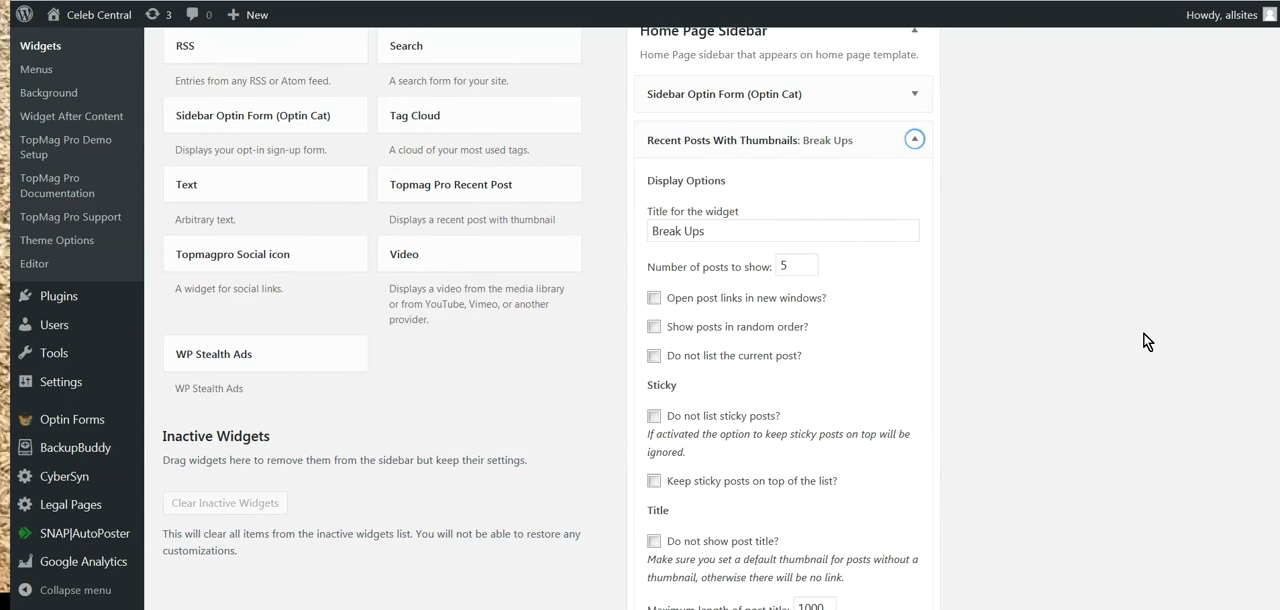 Celeb Central 3 0 New Howdy, allsites
Widgets
Menus
Background
Widget After Content
TopMag Pro Demo
Setup
TopMag Pro
Documentation
TopMag Pro Support
Theme Options
Editor
Plugins
Users
Tools
Settings
Optin Forms
BackupBuddy
CyberSyn
Legal Pages
SNAP|AutoPoster
Google Analytics
Collapse menu
RSS
Entries from any RSS or Atom feed.
Search
A search form for your site.
Sidebar Optin Form (Optin Cat)
Displays your opt-in sign-up form.
Tag Cloud
A cloud of your most used tags.
Text
Arbitrary text.
Topmag Pro Recent Post
Displays a recent post with thumbnail
Topmagpro Social icon
A widget for social links.
Video
Displays a video from the media library
or from YouTube, Vimeo, or another
provider.
WP Stealth Ads
WP Stealth Ads
Inactive Widgets
Drag widgets here to remove them from the sidebar but keep their settings.
Clear Inactive Widgets
This will clear all items from the inactive widgets list. You will not be able to restore any
customizations.
Home Page Sidebar
Home Page sidebar that appears on home page template.
Sidebar Optin Form (Optin Cat)
Recent Posts With Thumbnails: Break Ups
Display Options
Title for the widget
Break Ups
Number of posts to show: 5
Open post links in new windows?
Show posts in random order?
Do not list the current post?
Sticky
Do not list sticky posts?
If activated the option to keep sticky posts on top will be
ignored.
Keep sticky posts on top of the list?
Title
Do not show post title?
Make sure you set a default thumbnail for posts without a
thumbnail, otherwise there will be no link.
Maximum length of post title: 1000